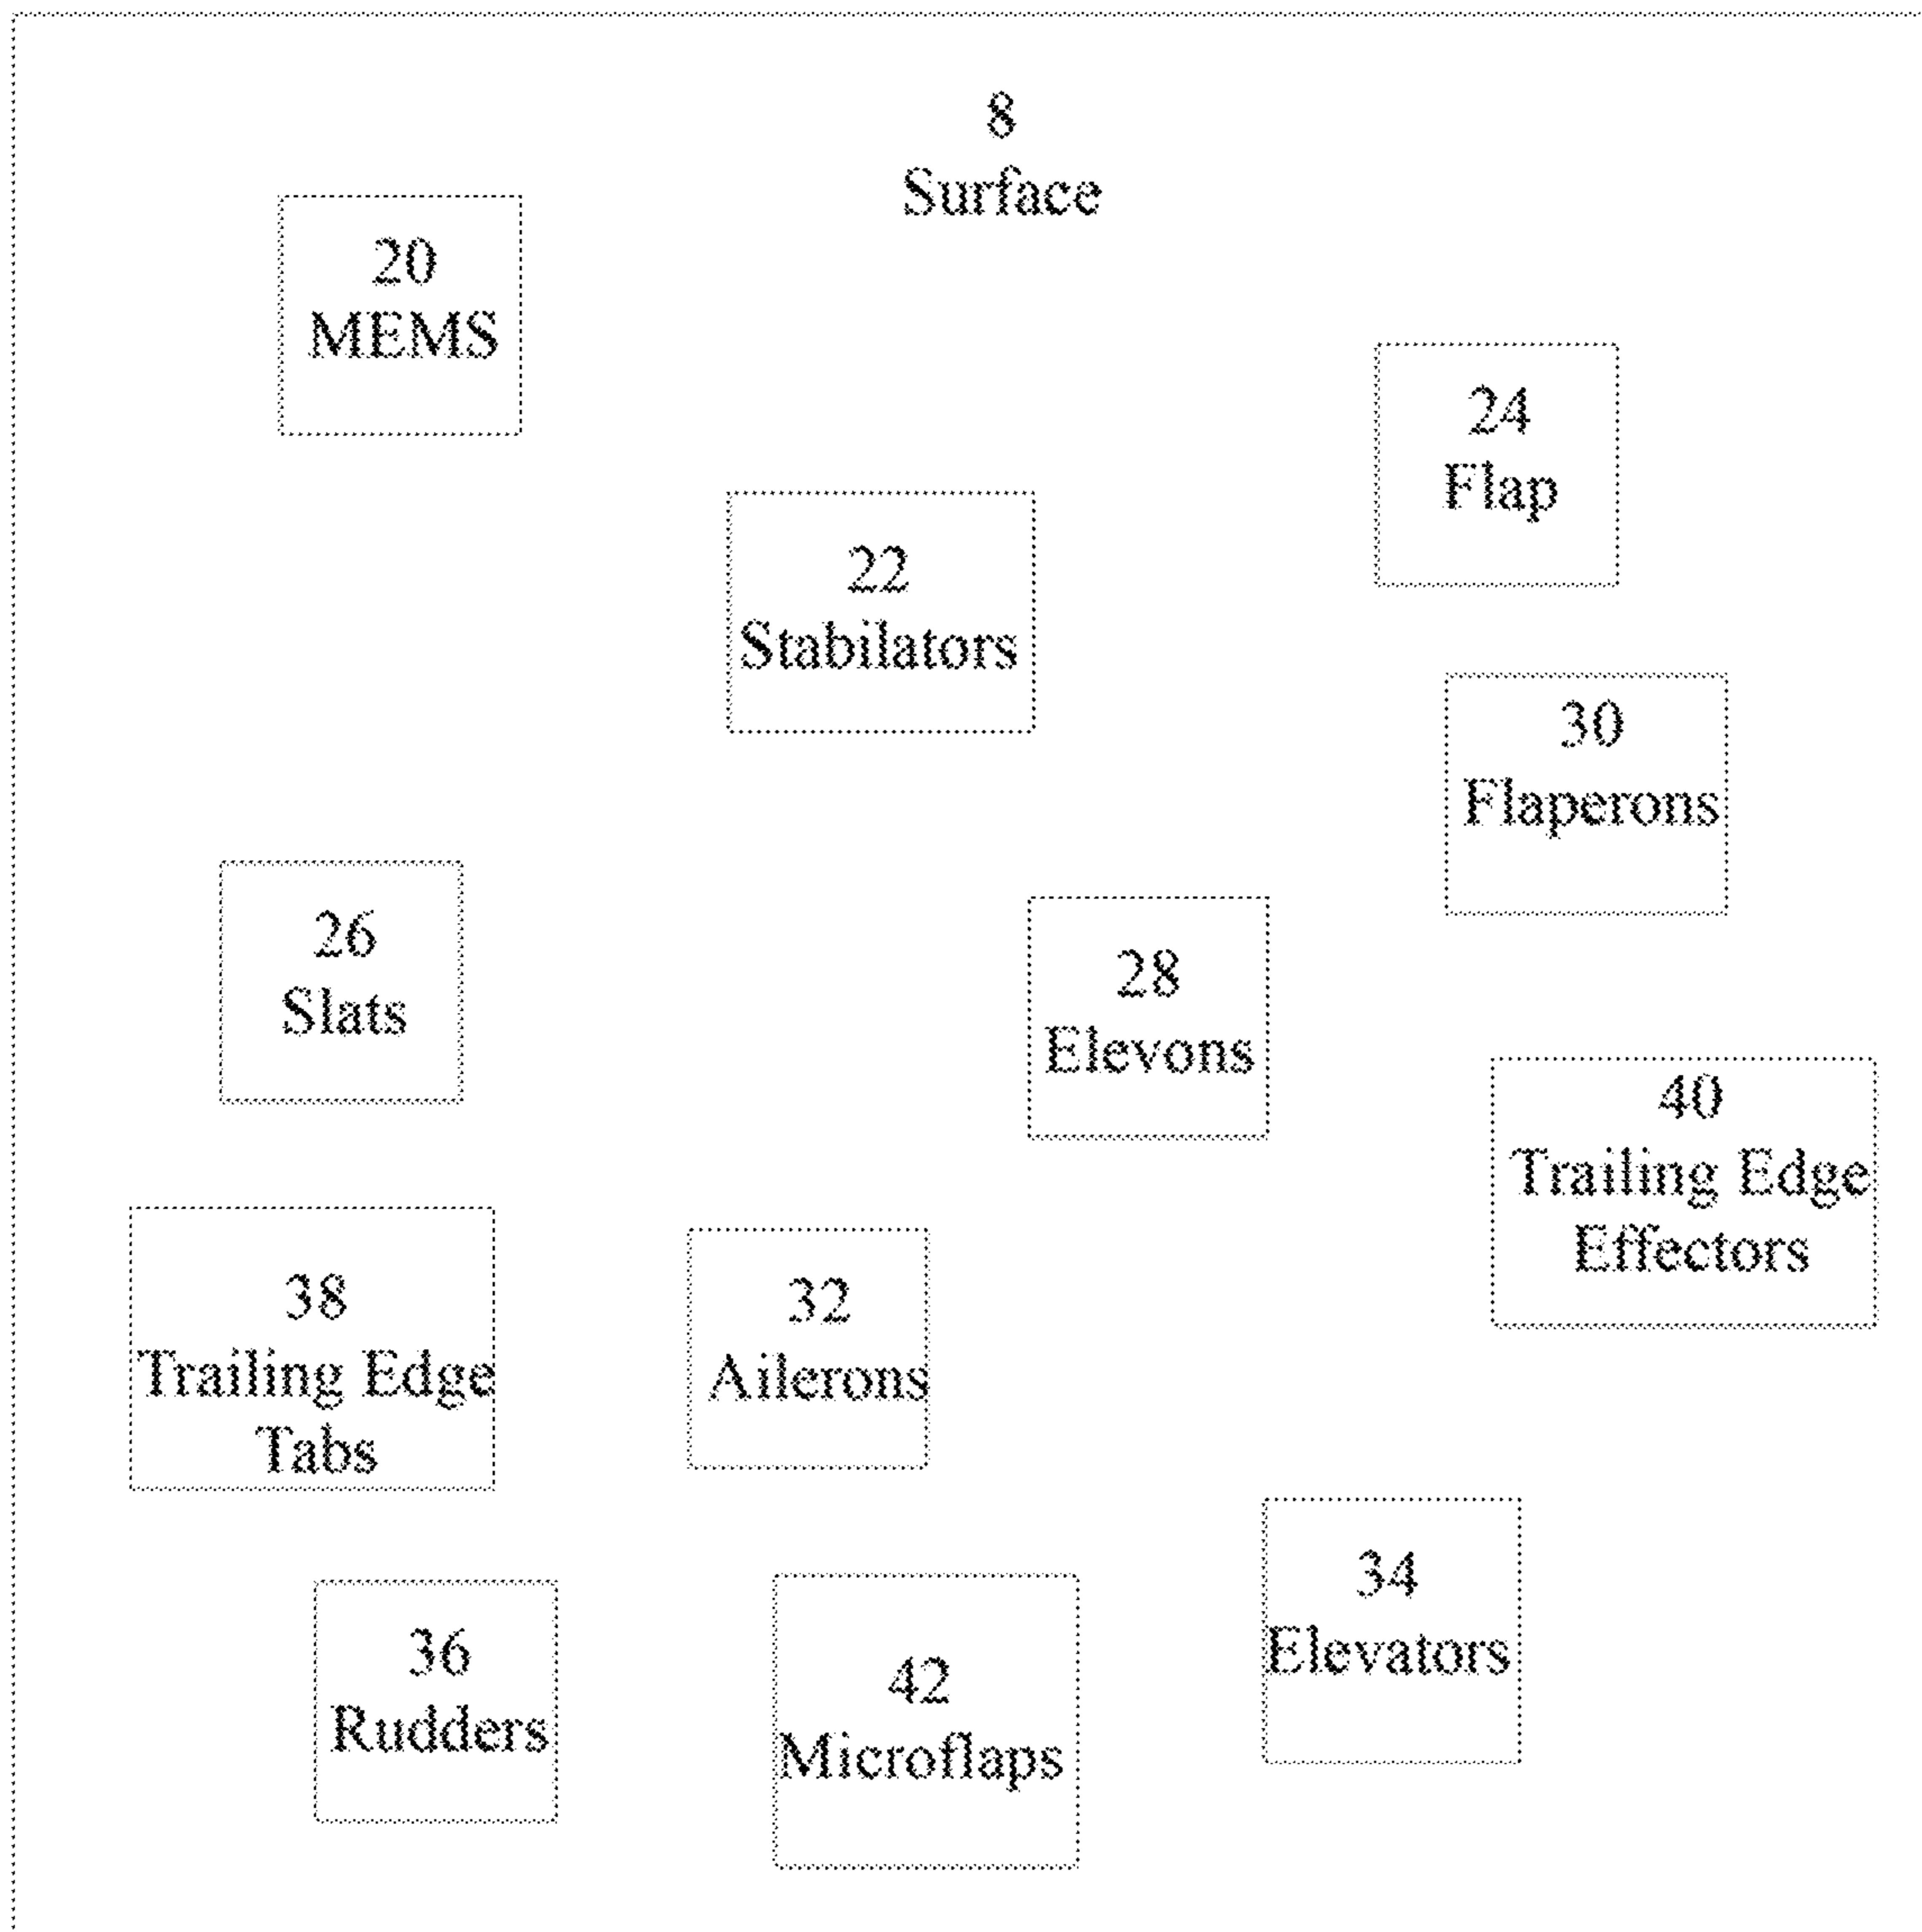 8
Surface
20
MEMS
24
Flap
22
Stabilators
30
Flaperons
26
Slats
28
Elevons
40
Trailing Edge
Effectors
38
Trailing Edge
Tabs
32
Ailerons
34
Elevators
36
Rudders
42
Microflaps